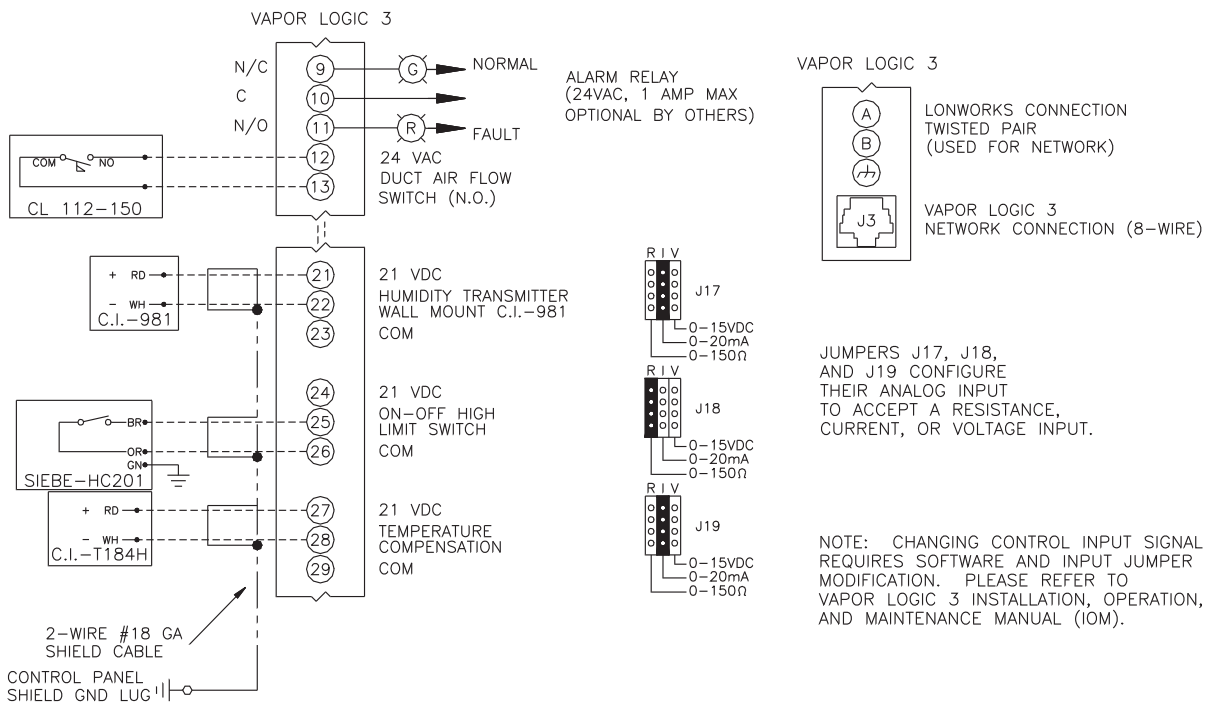 VAPOR LOGIC 3
N/C 9 G NORMAL
C 10
N/O 11 R FAULT
ALARM RELAY
(24VAC, 1 AMP MAX
OPTIONAL BY OTHERS)
COM NO
CL 112-150
12 24 VAC
13 DUCT AIR FLOW
SWITCH (N.O.)
+ RD
- WH
C.I.-981
21 21 VDC
22 HUMIDITY TRANSMITTER
WALL MOUNT C.I.-981
23 COM
BR
OR
GN
SIEBE-HC201
24 21 VDC
25 ON-OFF HIGH
LIMIT SWITCH
26 COM
+ RD
- WH
C.I.-T184H
27 21 VDC
28 TEMPERATURE
COMPENSATION
29 COM
2-WIRE #18 GA
SHIELD CABLE
CONTROL PANEL
SHIELD GND LUG
R I V
J17
0-15VDC
0-20mA
0-150Ω
R I V
J18
0-15VDC
0-20mA
0-150Ω
R I V
J19
0-15VDC
0-20mA
0-150Ω
VAPOR LOGIC 3
A
B
LONWORKS CONNECTION
TWISTED PAIR
(USED FOR NETWORK)
J3
VAPOR LOGIC 3
NETWORK CONNECTION (8-WIRE)
JUMPERS J17, J18,
AND J19 CONFIGURE
THEIR ANALOG INPUT
TO ACCEPT A RESISTANCE,
CURRENT, OR VOLTAGE INPUT.
NOTE: CHANGING CONTROL INPUT SIGNAL
REQUIRES SOFTWARE AND INPUT JUMPER
MODIFICATION. PLEASE REFER TO
VAPOR LOGIC 3 INSTALLATION, OPERATION,
AND MAINTENANCE MANUAL (IOM).